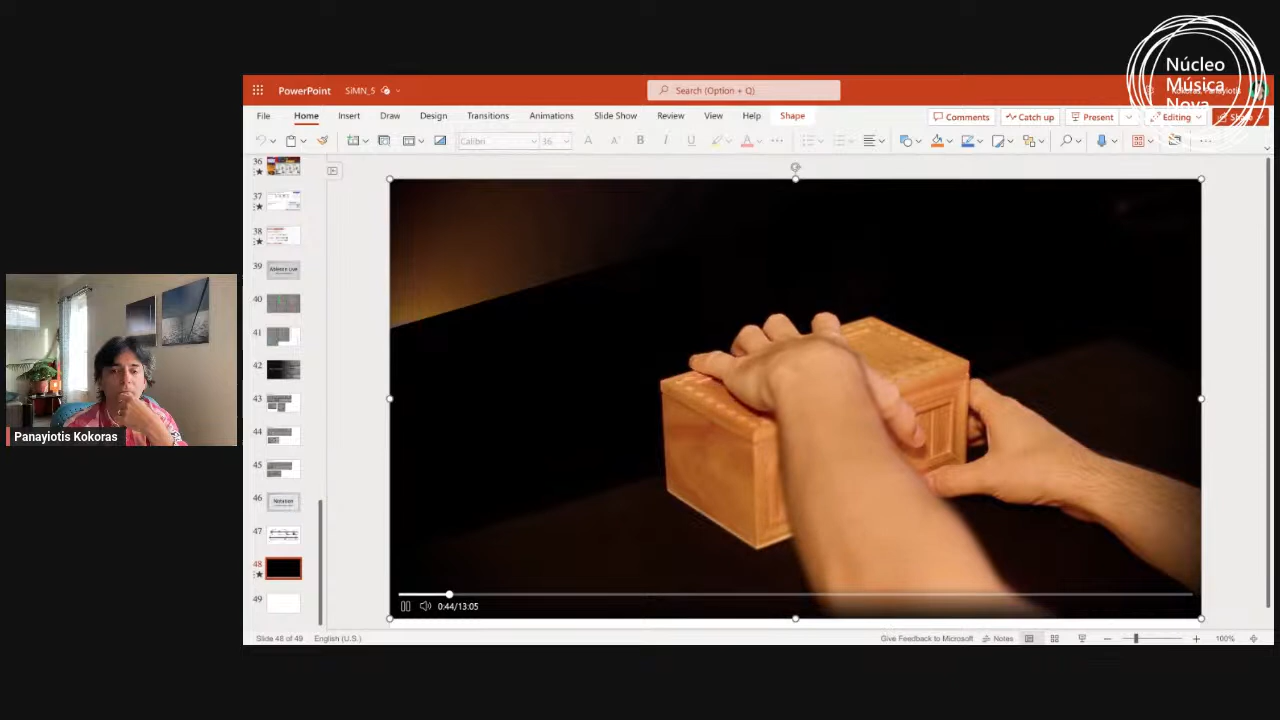 Núcleo
Música
Nova
PowerPoint
SiMN_5
Search (Option + Q)
File
Home
Insert
Draw
Design
Transitions
Animations
Slide Show
Review
View
Help
Shape
Comments
Catch up
Present
Editing
Calibri
36
36
37
38
39
40
41
42
43
44
45
46
47
48
49
Panayiotis Kokoras
0:44/13:05
Slide 48 of 49
English (U.S.)
Give Feedback to Microsoft
Notes
100%